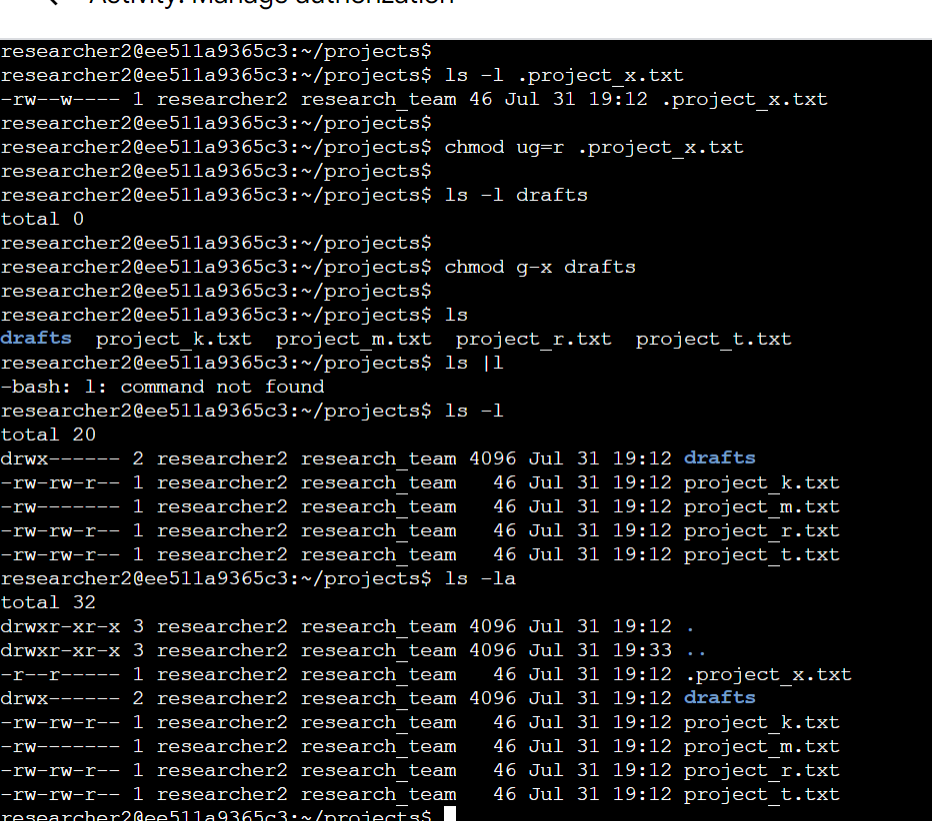 Activity: Manage authorization
researcher2@ee511a9365c3:~/projects$
researcher2@ee511a9365c3:~/projects$ ls -l .project_x.txt
-rw--w---- 1 researcher2 research_team 46 Jul 31 19:12 .project_x.txt
researcher2@ee511a9365c3:~/projects$
researcher2@ee511a9365c3:~/projects$ chmod ug=r .project_x.txt
researcher2@ee511a9365c3:~/projects$
researcher2@ee511a9365c3:~/projects$ ls -l drafts
total 0
researcher2@ee511a9365c3:~/projects$
researcher2@ee511a9365c3:~/projects$ chmod g-x drafts
researcher2@ee511a9365c3:~/projects$
researcher2@ee511a9365c3:~/projects$ ls
drafts  project_k.txt  project_m.txt  project_r.txt  project_t.txt
researcher2@ee511a9365c3:~/projects$ ls |l
-bash: l: command not found
researcher2@ee511a9365c3:~/projects$ ls -l
total 20
drwx------ 2 researcher2 research_team 4096 Jul 31 19:12 drafts
-rw-rw-r-- 1 researcher2 research_team   46 Jul 31 19:12 project_k.txt
-rw------- 1 researcher2 research_team   46 Jul 31 19:12 project_m.txt
-rw-rw-r-- 1 researcher2 research_team   46 Jul 31 19:12 project_r.txt
-rw-rw-r-- 1 researcher2 research_team   46 Jul 31 19:12 project_t.txt
researcher2@ee511a9365c3:~/projects$ ls -la
total 32
drwxr-xr-x 3 researcher2 research_team 4096 Jul 31 19:12 .
drwxr-xr-x 3 researcher2 research_team 4096 Jul 31 19:33 ..
-r--r----- 1 researcher2 research_team   46 Jul 31 19:12 .project_x.txt
drwx------ 2 researcher2 research_team 4096 Jul 31 19:12 drafts
-rw-rw-r-- 1 researcher2 research_team   46 Jul 31 19:12 project_k.txt
-rw------- 1 researcher2 research_team   46 Jul 31 19:12 project_m.txt
-rw-rw-r-- 1 researcher2 research_team   46 Jul 31 19:12 project_r.txt
-rw-rw-r-- 1 researcher2 research_team   46 Jul 31 19:12 project_t.txt
researcher2@ee511a9365c3:~/projects$